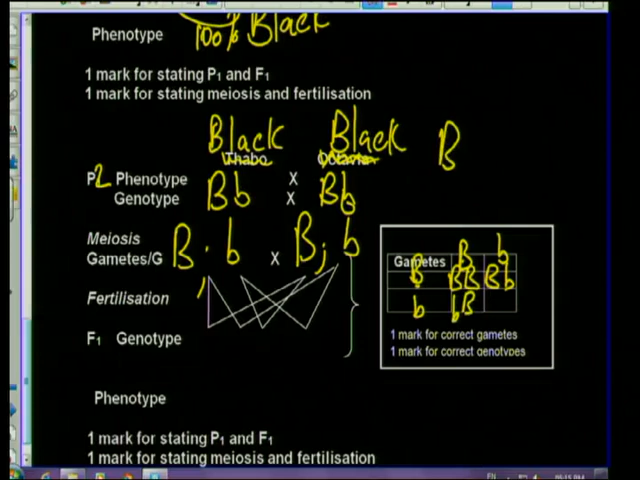 Phenotype 100% Black
1 mark for stating P1 and F1
1 mark for stating meiosis and fertilisation
Black Black B
Thabo Octavia
P2 Phenotype X
Genotype Bb X Bb
Meiosis
Gametes/G B , b X B , b
Fertilisation
F1 Genotype
Gametes B b
B BB Bb
b bB
1 mark for correct gametes
1 mark for correct genotypes
Phenotype
1 mark for stating P1 and F1
1 mark for stating meiosis and fertilisation